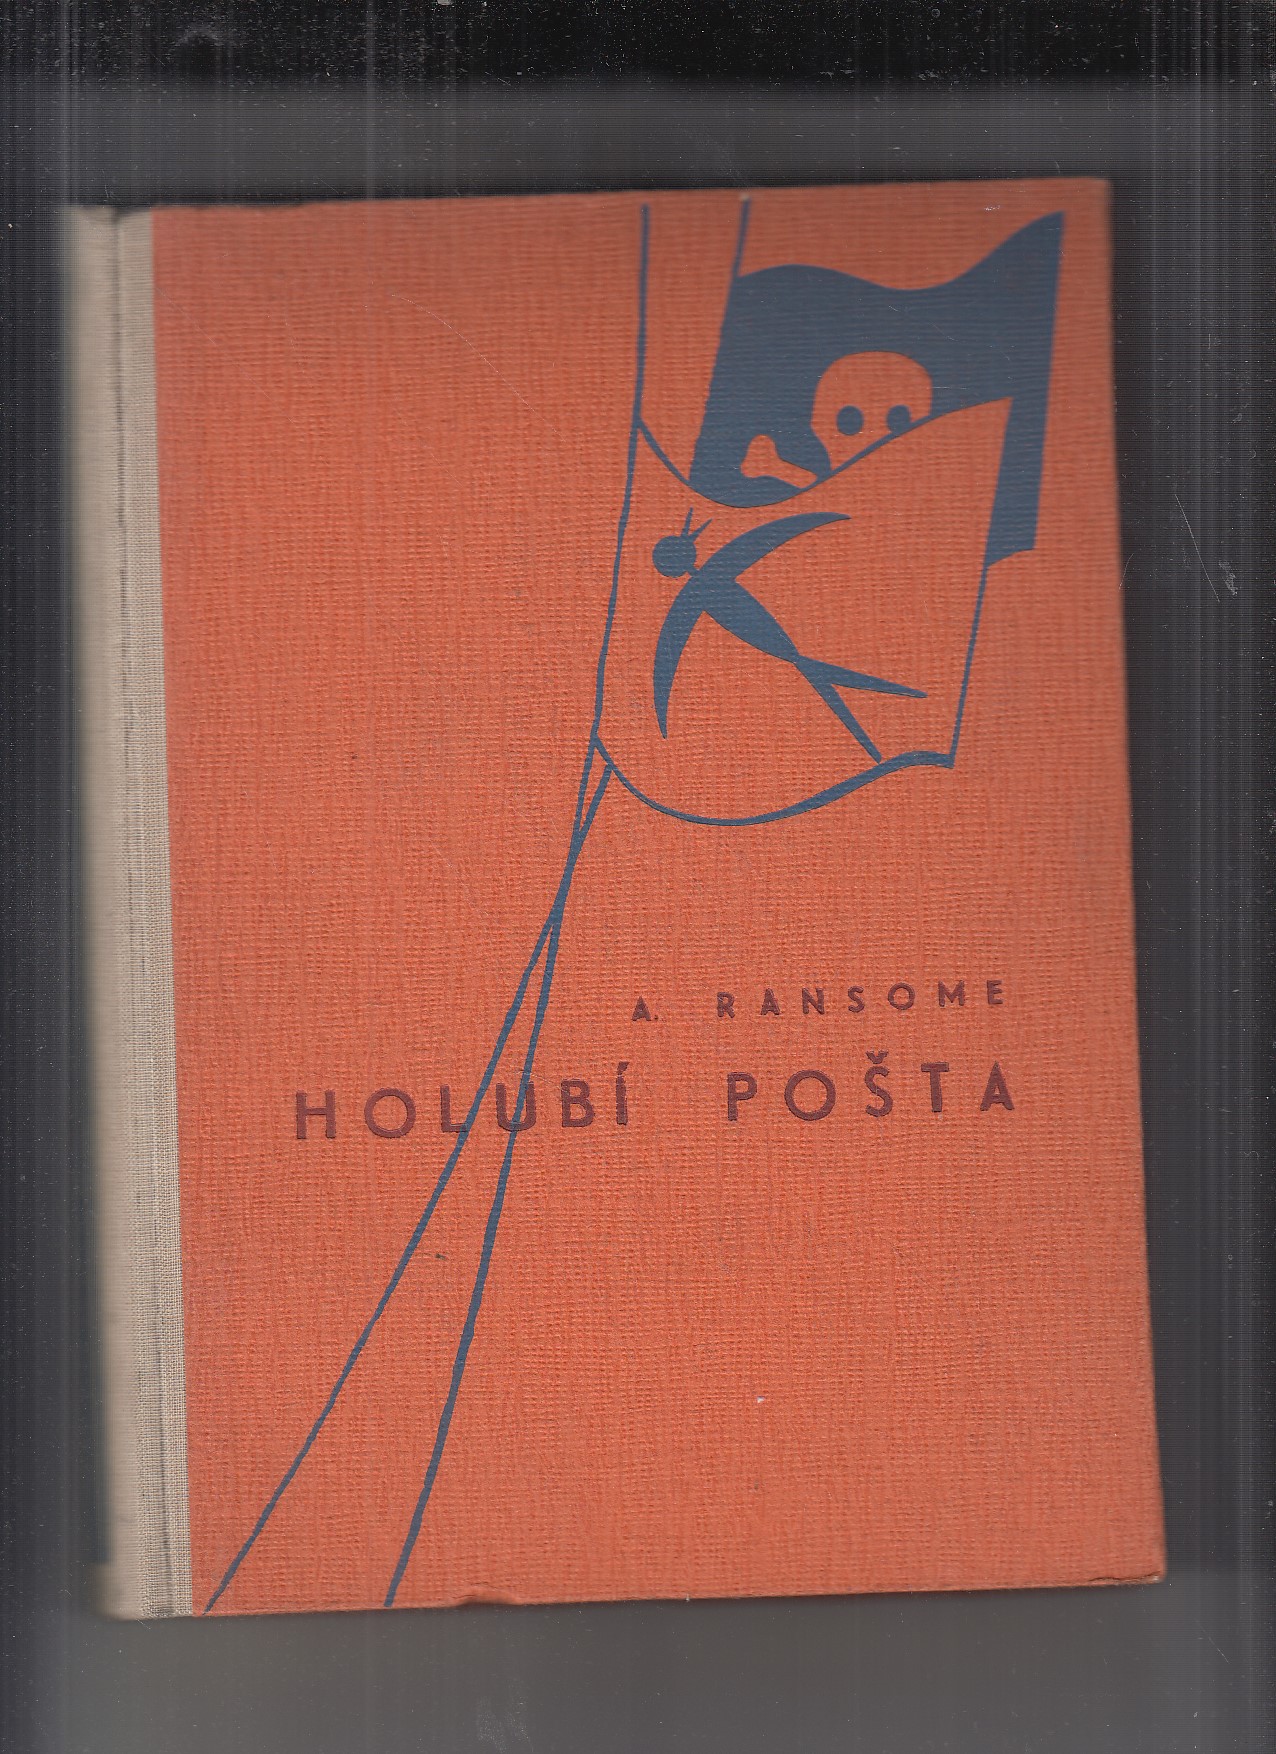 A. RANSOME
HOLUBÍ POŠTA